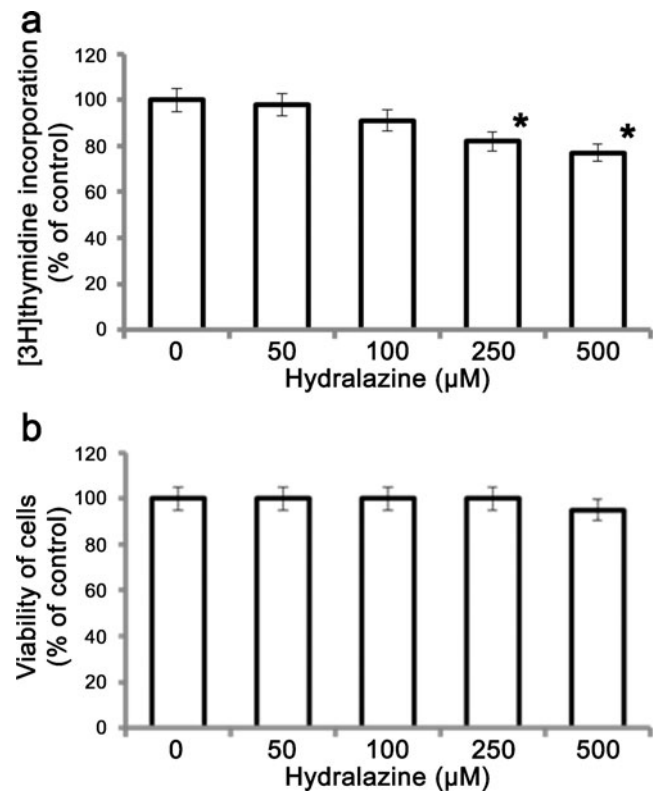 a
[3H]thymidine incorporation
(% of control)
120
100
80
60
40
20
0
*
*
0 50 100 250 500
Hydralazine (µM)
b
Viability of cells
(% of control)
120
100
80
60
40
20
0
0 50 100 250 500
Hydralazine (µM)